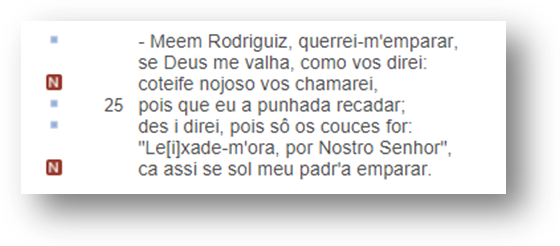 - Meem Rodriguiz, querrei-m'emparar,
se Deus me valha, como vos direi:
N coteife nojoso vos chamarei,
25 pois que eu a punhada recadar;
des i direi, pois sô os couces for:
"Le[i]xade-m'ora, por Nostro Senhor",
N ca assi se sol meu padr'a emparar.